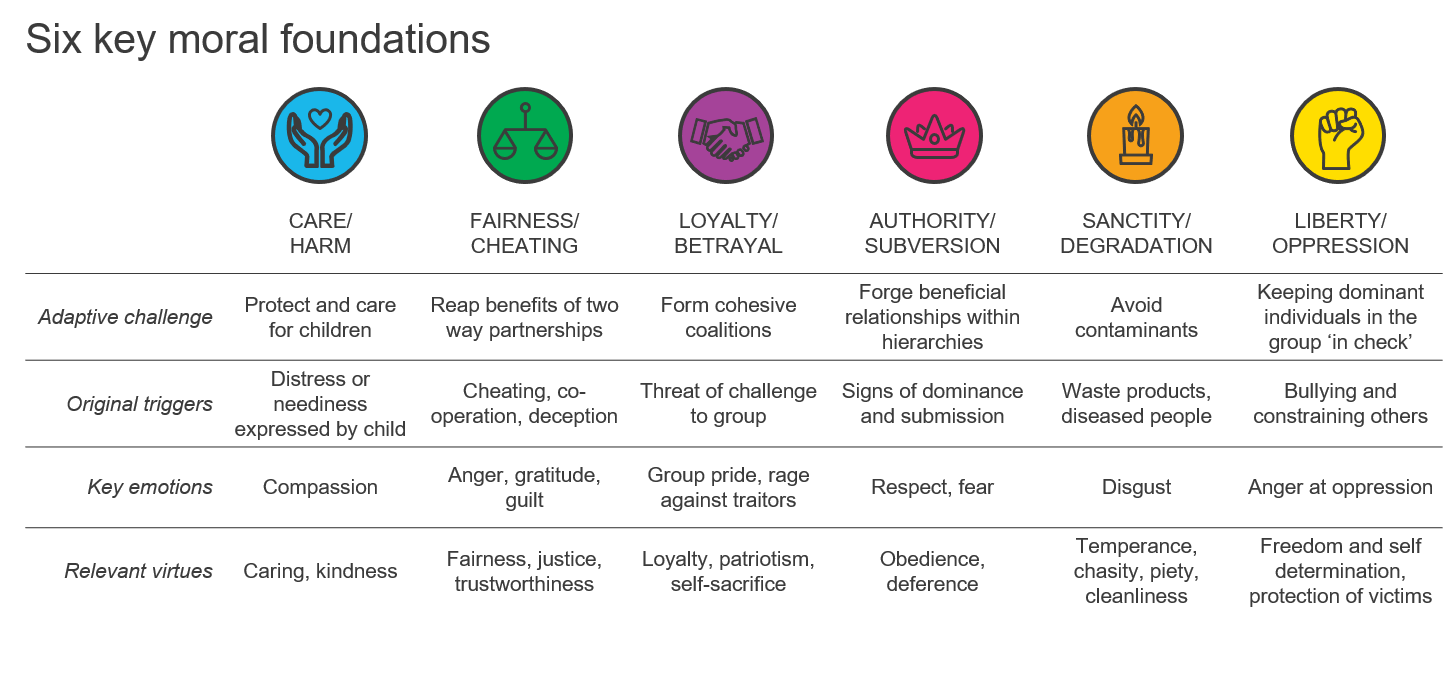 Six key moral foundations
CARE/
HARM
FAIRNESS/
CHEATING
LOYALTY/
BETRAYAL
AUTHORITY/
SUBVERSION
SANCTITY/
DEGRADATION
LIBERTY/
OPPRESSION
Adaptive challenge
Protect and care
for children
Reap benefits of two
way partnerships
Form cohesive
coalitions
Forge beneficial
relationships within
hierarchies
Avoid
contaminants
Keeping dominant
individuals in the
group ‘in check’
Original triggers
Distress or
neediness
expressed by child
Cheating, co-
operation, deception
Threat of challenge
to group
Signs of dominance
and submission
Waste products,
diseased people
Bullying and
constraining others
Key emotions
Compassion
Anger, gratitude,
guilt
Group pride, rage
against traitors
Respect, fear
Disgust
Anger at oppression
Relevant virtues
Caring, kindness
Fairness, justice,
trustworthiness
Loyalty, patriotism,
self-sacrifice
Obedience,
deference
Temperance,
chasity, piety,
cleanliness
Freedom and self
determination,
protection of victims